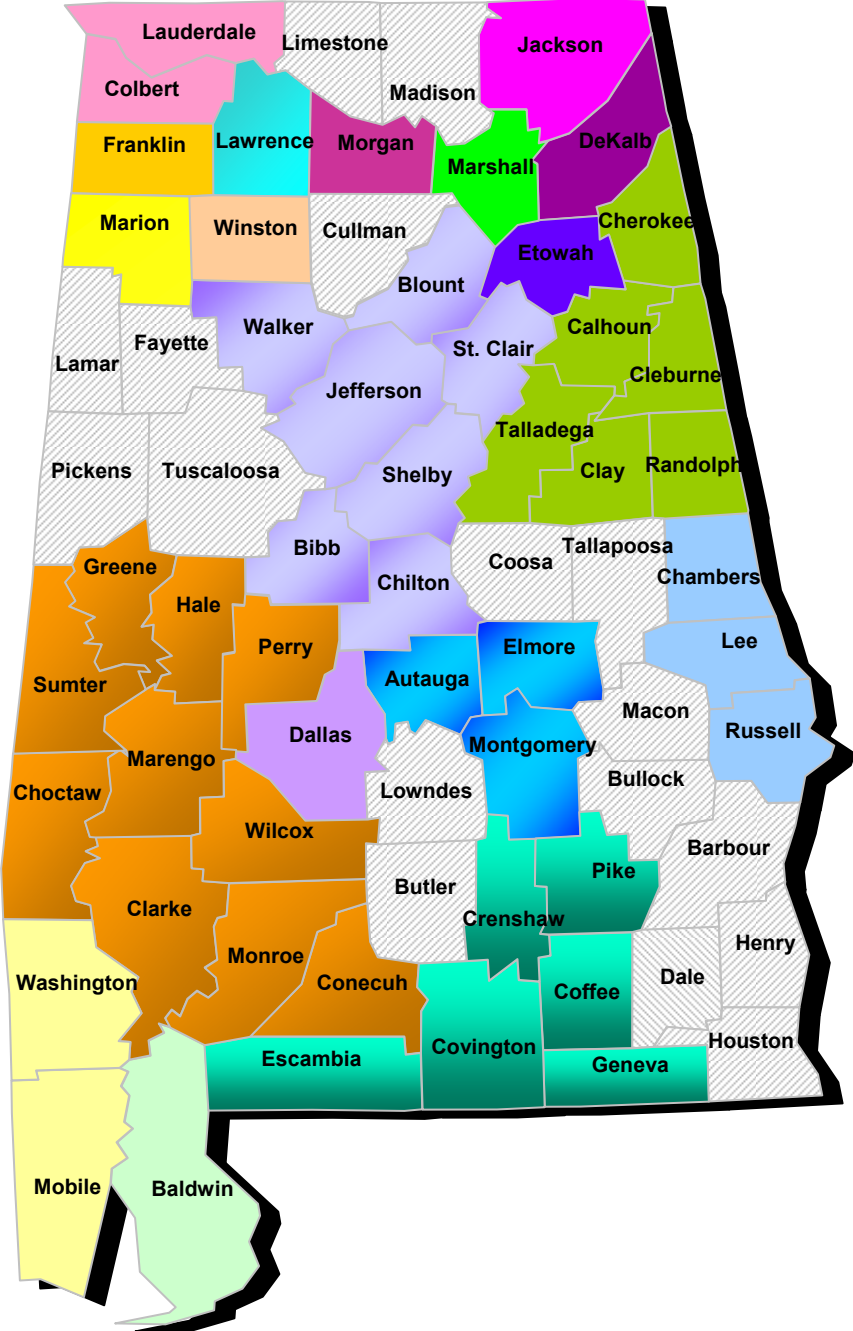 Lauderdale
Limestone
Jackson
Colbert
Madison
Franklin
Lawrence
Morgan
DeKalb
Marshall
Marion
Winston
Cullman
Cherokee
Etowah
Blount
Walker
Calhoun
Fayette
St. Clair
Lamar
Cleburne
Jefferson
Talladega
Pickens
Tuscaloosa
Shelby
Clay
Randolph
Bibb
Tallapoosa
Coosa
Greene
Chambers
Chilton
Hale
Perry
Elmore
Lee
Sumter
Autauga
Macon
Dallas
Russell
Marengo
Montgomery
Choctaw
Lowndes
Bullock
Wilcox
Barbour
Pike
Butler
Clarke
Crenshaw
Henry
Monroe
Dale
Washington
Conecuh
Coffee
Houston
Escambia
Covington
Geneva
Mobile
Baldwin